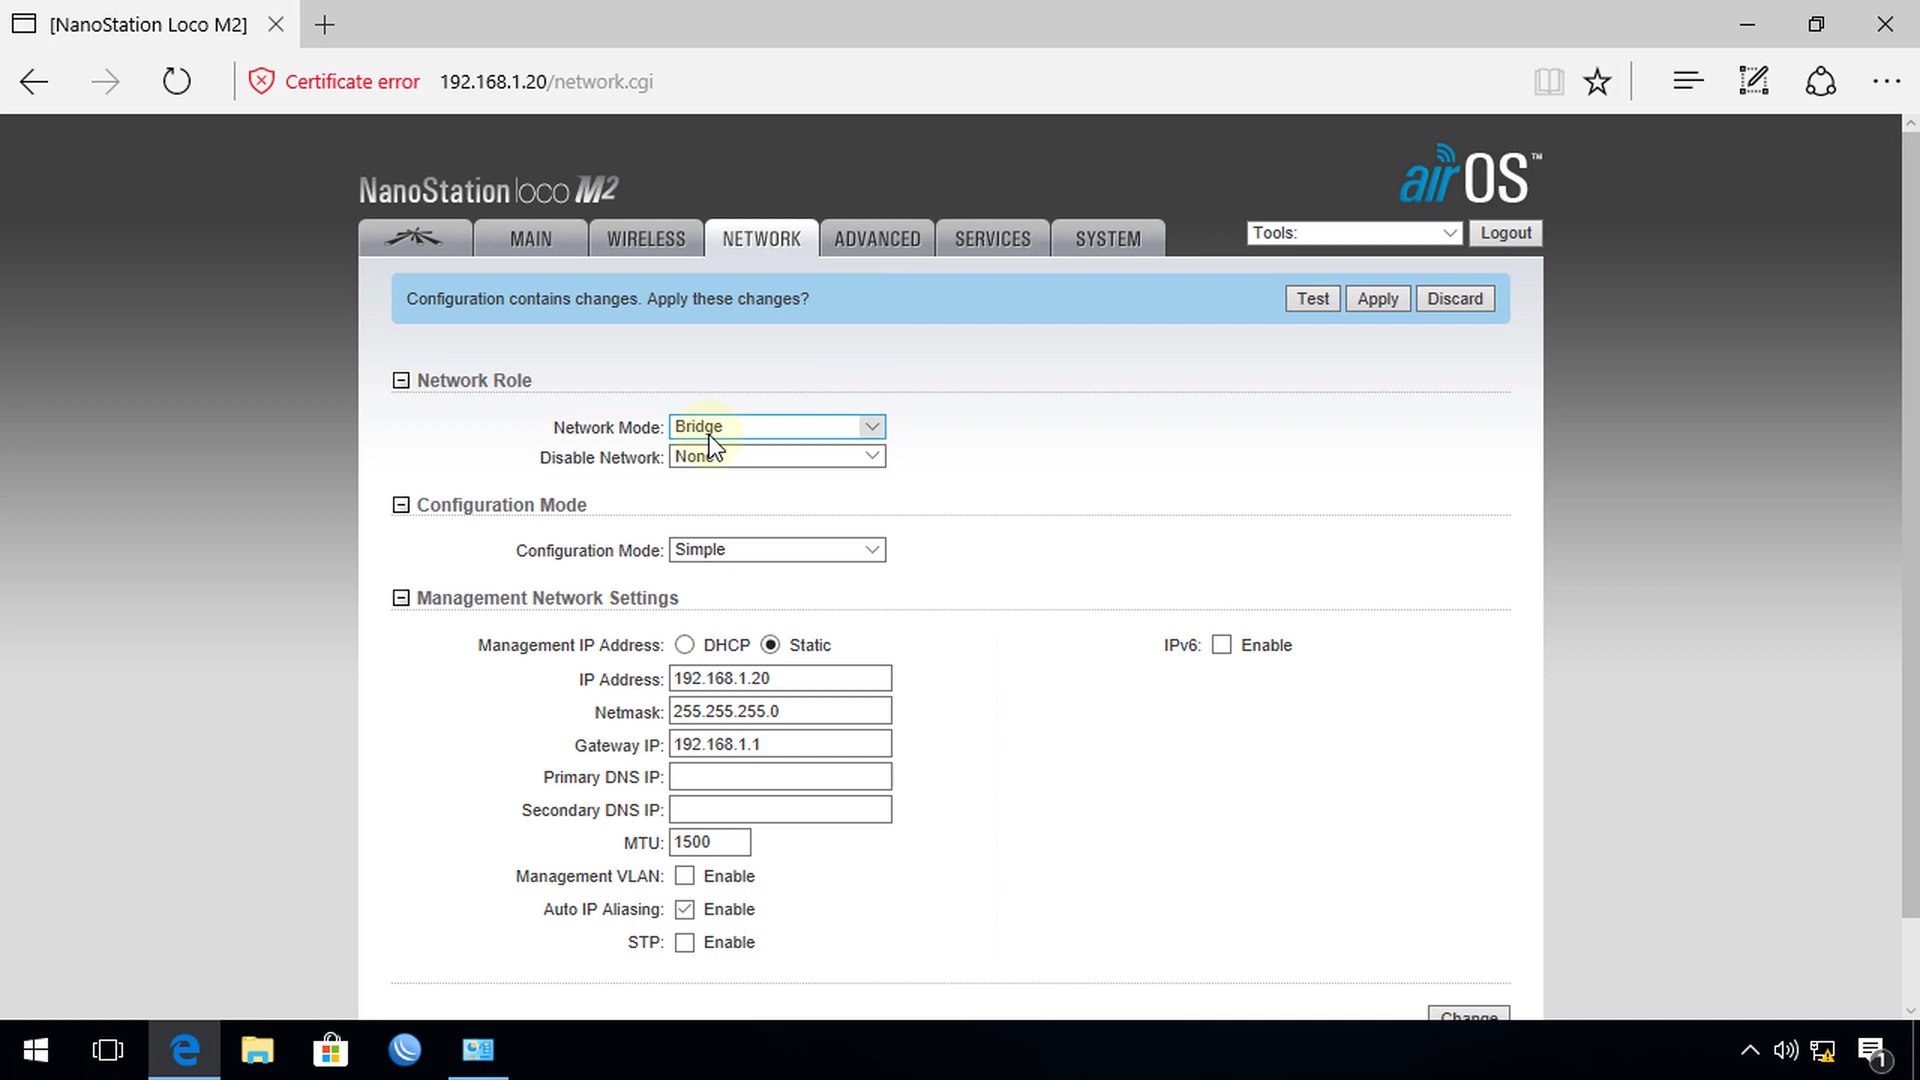 [NanoStation Loco M2]
Certificate error 192.168.1.20/network.cgi
airOS™
NanoStation loco M2
MAIN WIRELESS NETWORK ADVANCED SERVICES SYSTEM Tools: Logout
Configuration contains changes. Apply these changes? Test Apply Discard
Network Role
Network Mode: Bridge
Disable Network: None
Configuration Mode
Configuration Mode: Simple
Management Network Settings
Management IP Address: DHCP Static IPv6: Enable
IP Address: 192.168.1.20
Netmask: 255.255.255.0
Gateway IP: 192.168.1.1
Primary DNS IP:
Secondary DNS IP:
MTU: 1500
Management VLAN: Enable
Auto IP Aliasing: Enable
STP: Enable
Change
1